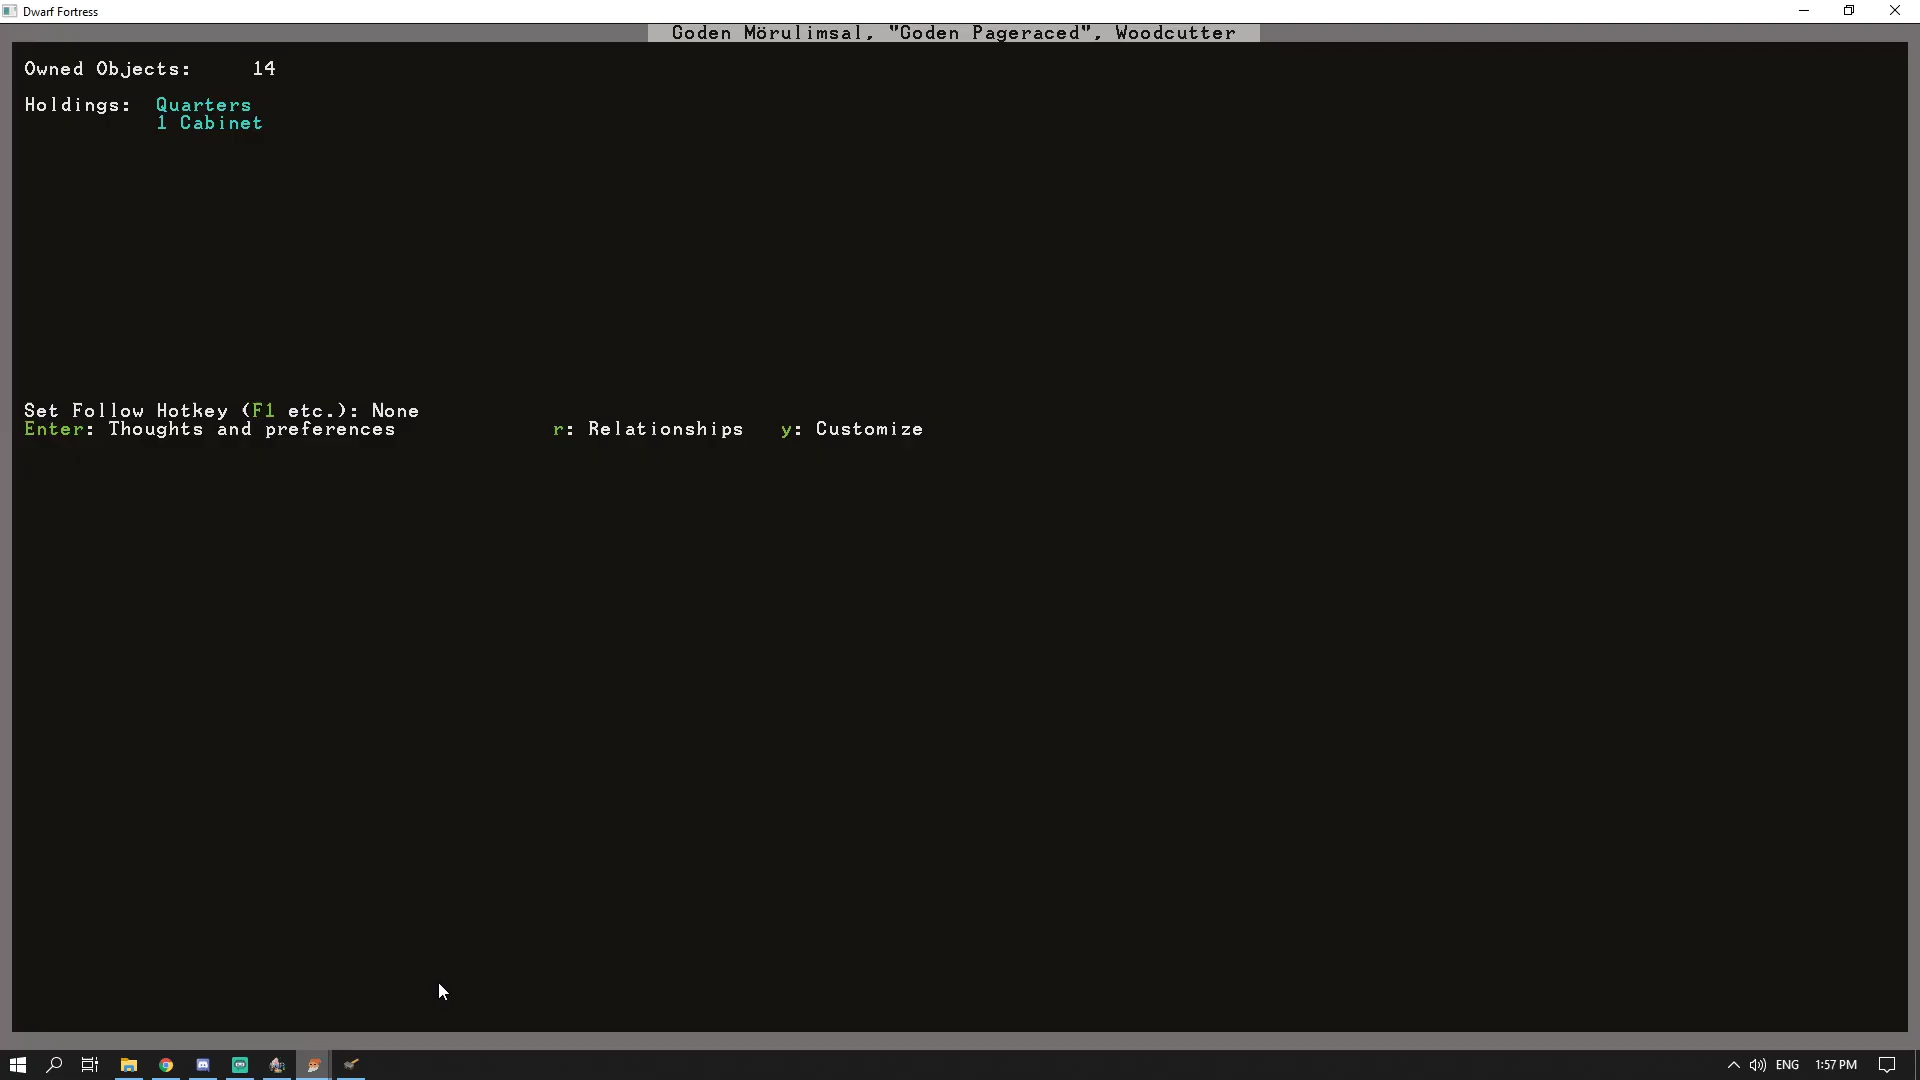 Dwarf Fortress
Goden Mörulimsal, "Goden Pageraced", Woodcutter
Owned Objects: 14
Holdings: Quarters
1 Cabinet
Set Follow Hotkey (F1 etc.): None
Enter: Thoughts and preferences r: Relationships y: Customize
ENG 1:57 PM